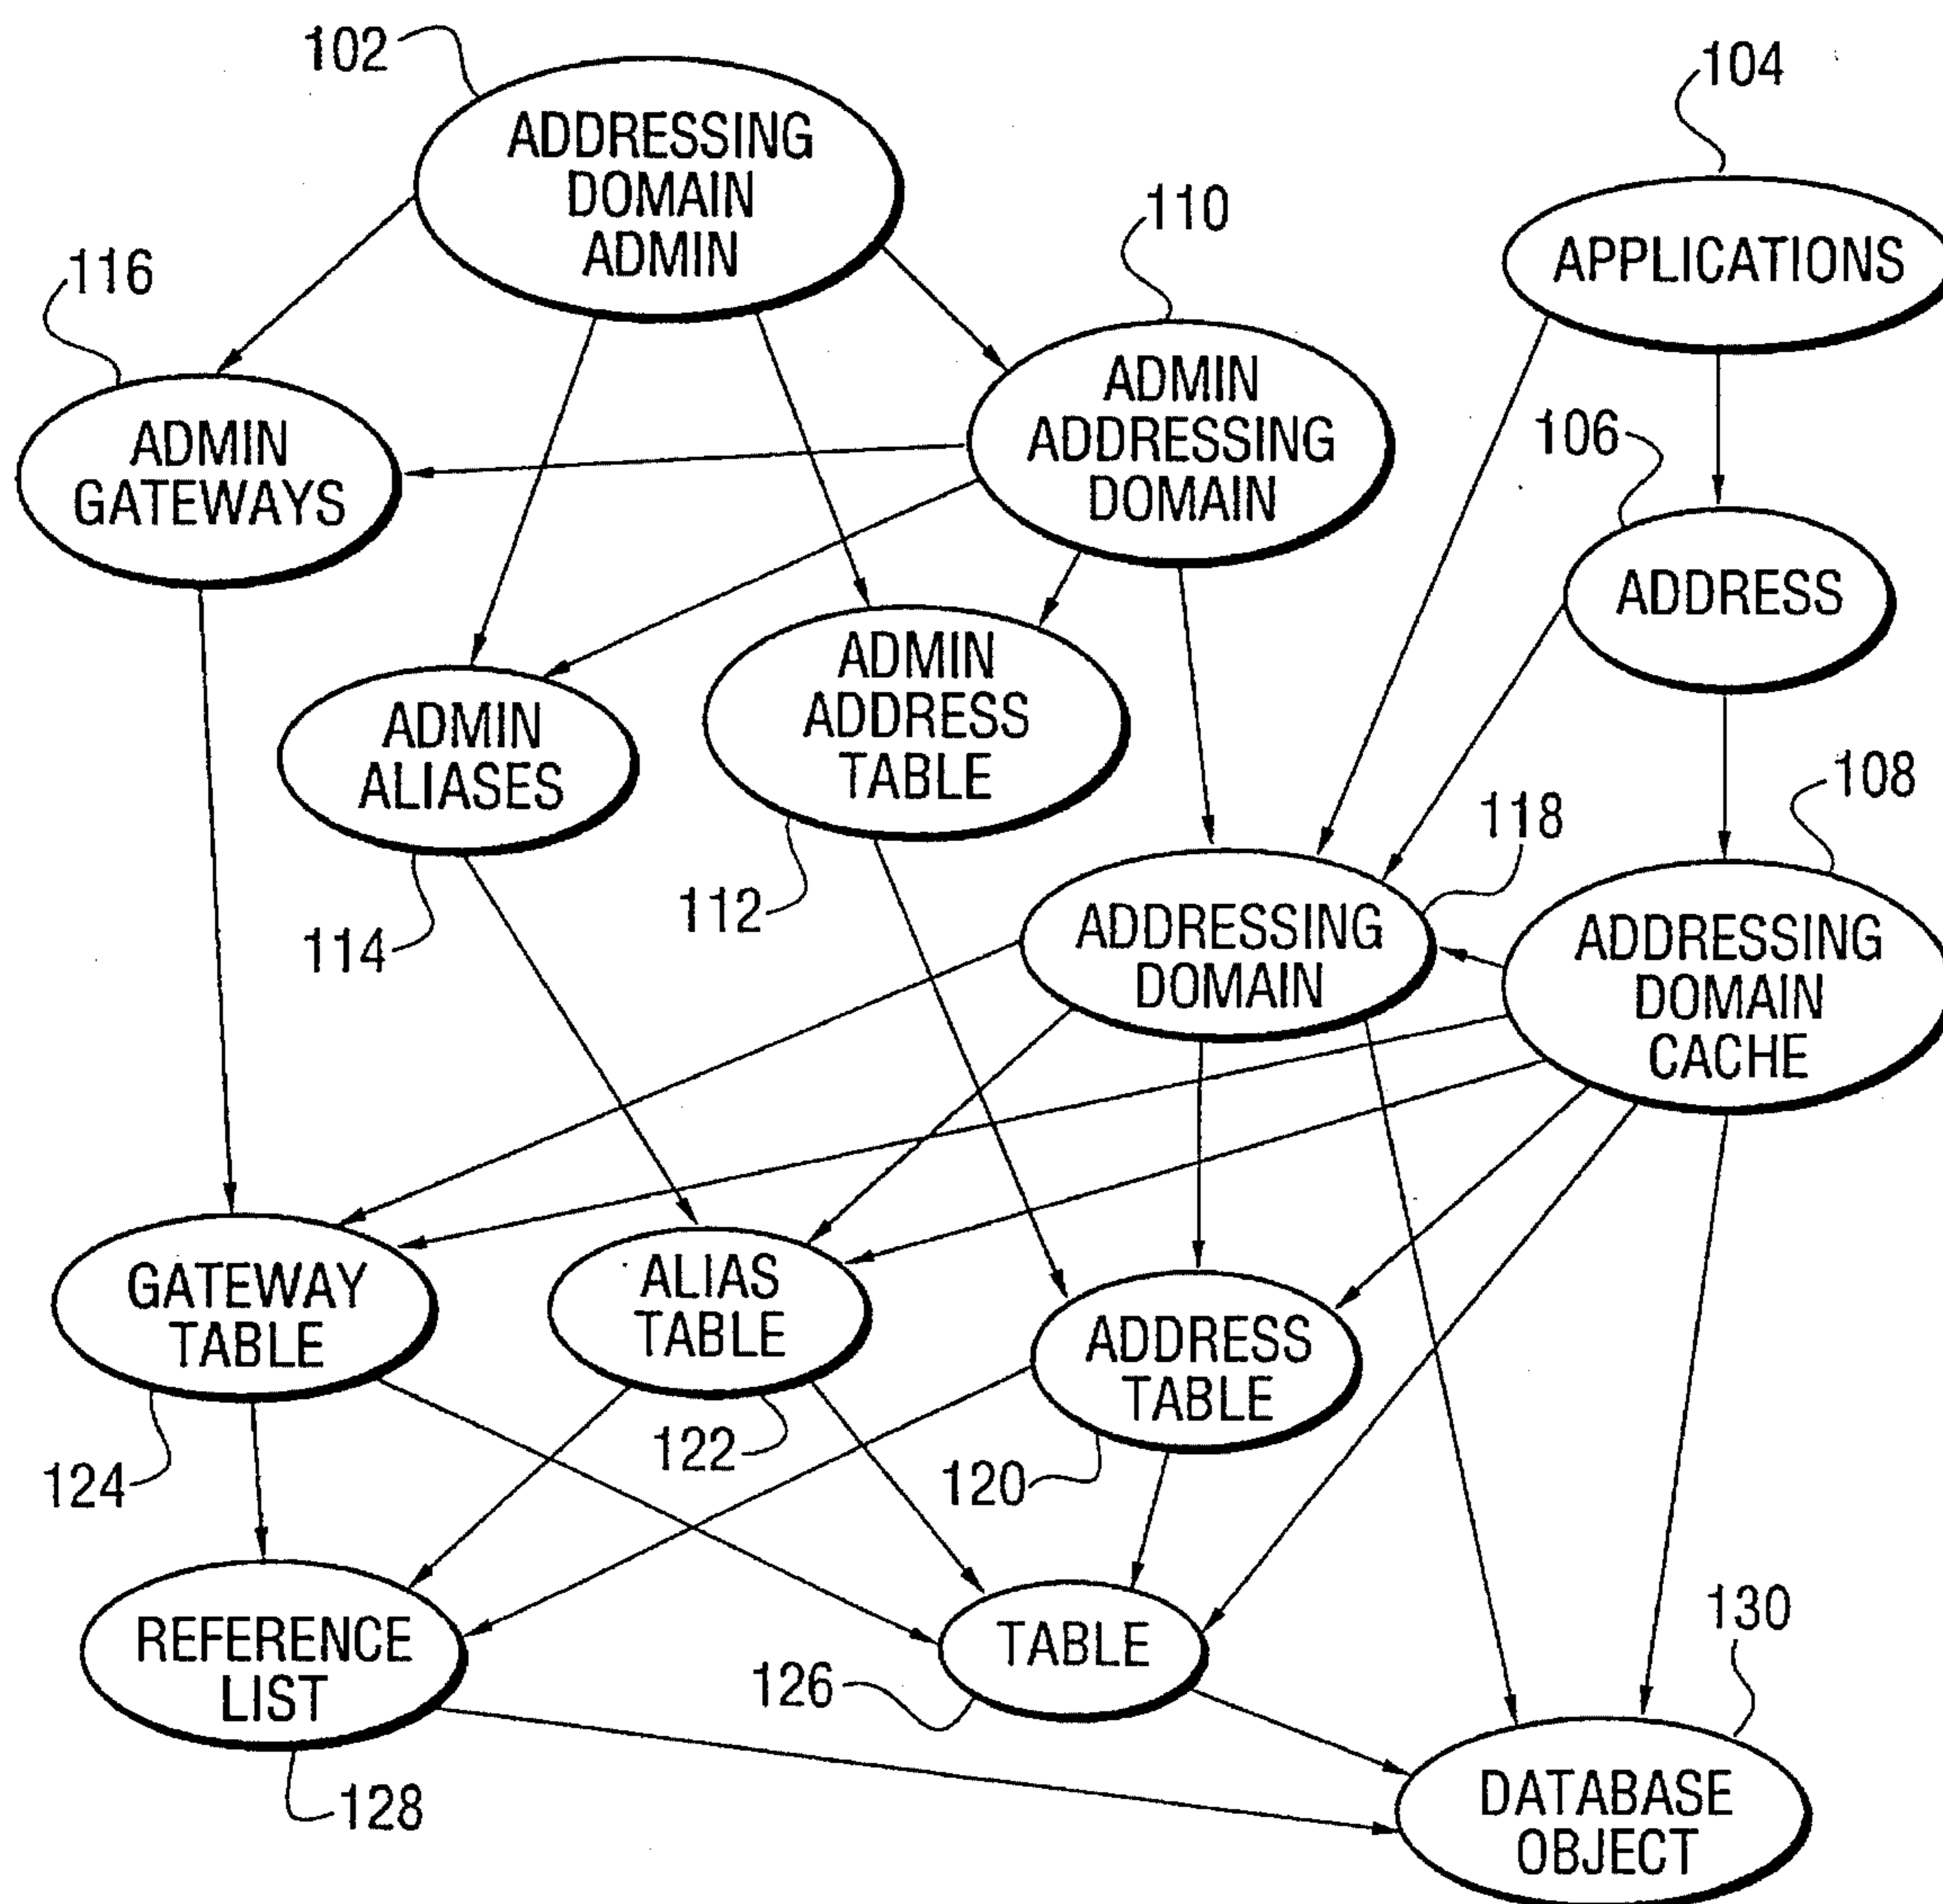 102
104
ADDRESSING
DOMAIN
ADMIN
110
116
APPLICATIONS
ADMIN
ADDRESSING
DOMAIN
106
ADMIN
GATEWAYS
ADDRESS
ADMIN
ADDRESS
TABLE
ADMIN
ALIASES
108
118
112
114
ADDRESSING
DOMAIN
ADDRESSING
DOMAIN
CACHE
GATEWAY
TABLE
ALIAS
TABLE
ADDRESS
TABLE
122
124
120
REFERENCE
LIST
TABLE
130
126
128
DATABASE
OBJECT